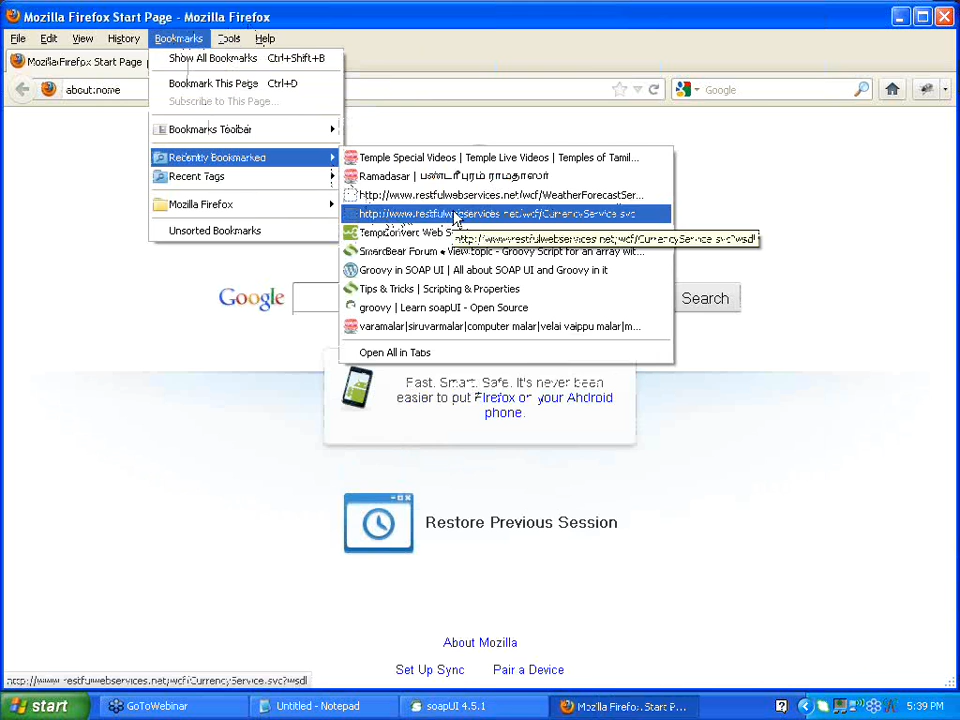 Mozilla Firefox Start Page - Mozilla Firefox
File Edit View History Bookmarks Tools Help
Mozilla Firefox Start Page
about:home
Google
Show All Bookmarks Ctrl+Shift+B
Bookmark This Page Ctrl+D
Subscribe to This Page...
Bookmarks Toolbar
Recently Bookmarked
Recent Tags
Mozilla Firefox
Unsorted Bookmarks
Temple Special Videos | Temple Live Videos | Temples of Tamil...
Ramadasar | பண்டரிபுரம் ராமதாஸர்
http://www.restfulwebservices.net/wcf/WeatherForecastSer...
http://www.restfulwebservices.net/wcf/CurrencyService.svc
TempConvert Web S
http://www.restfulwebservices.net/wcf/CurrencyService.svc?wsdl
SmartBear Forum • View topic - Groovy Script for an array wit...
Groovy in SOAP UI | All about SOAP UI and Groovy in it
Tips & Tricks | Scripting & Properties
groovy | Learn soapUI - Open Source
varamalar|siruvarmalar|computer malar|velai vaippu malar|m...
Open All in Tabs
Google
Search
Fast. Smart. Safe. It's never been
easier to put Firefox on your Android
phone.
Restore Previous Session
About Mozilla
Set Up Sync Pair a Device
http://www.restfulwebservices.net/wcf/CurrencyService.svc?wsdl
start GoToWebinar Untitled - Notepad soapUI 4.5.1 Mozilla Firefox Start P... 5:39 PM